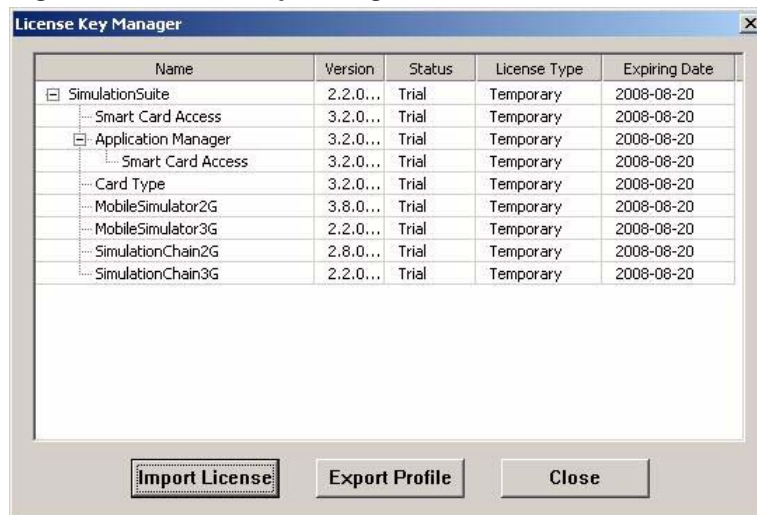 License Key Manager
Name Version Status License Type Expiring Date
SimulationSuite 2.2.0... Trial Temporary 2008-08-20
Smart Card Access 3.2.0... Trial Temporary 2008-08-20
Application Manager 3.2.0... Trial Temporary 2008-08-20
Smart Card Access 3.2.0... Trial Temporary 2008-08-20
Card Type 3.2.0... Trial Temporary 2008-08-20
MobileSimulator2G 3.8.0... Trial Temporary 2008-08-20
MobileSimulator3G 2.2.0... Trial Temporary 2008-08-20
SimulationChain2G 2.8.0... Trial Temporary 2008-08-20
SimulationChain3G 2.2.0... Trial Temporary 2008-08-20
Import License Export Profile Close